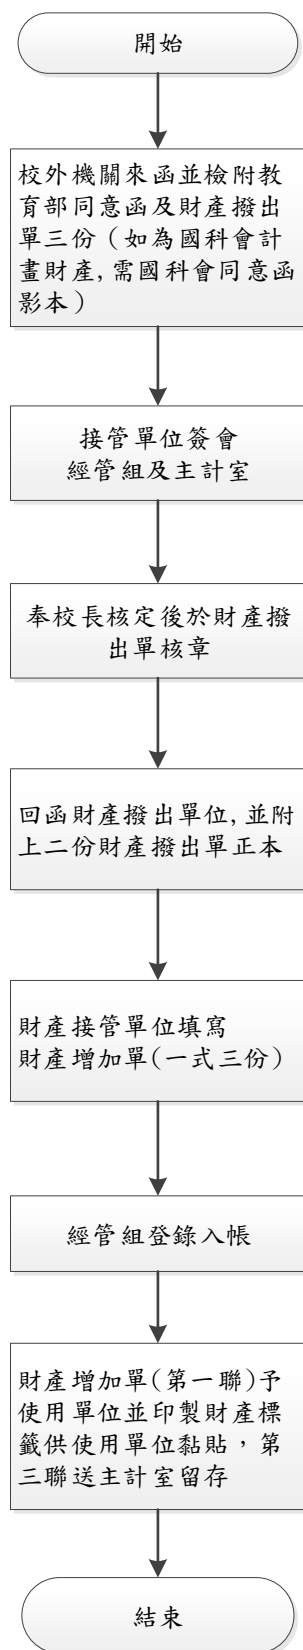 開始
校外機關來函並檢附教
育部同意函及財產撥出
單三份（如為國科會計
畫財產,需國科會同意函
影本）
接管單位簽會
經管組及主計室
奉校長核定後於財產撥
出單核章
回函財產撥出單位,並附
上二份財產撥出單正本
財產接管單位填寫
財產增加單(一式三份)
經管組登錄入帳
財產增加單(第一聯)予
使用單位並印製財產標
籤供使用單位黏貼，第
三聯送主計室留存
結束